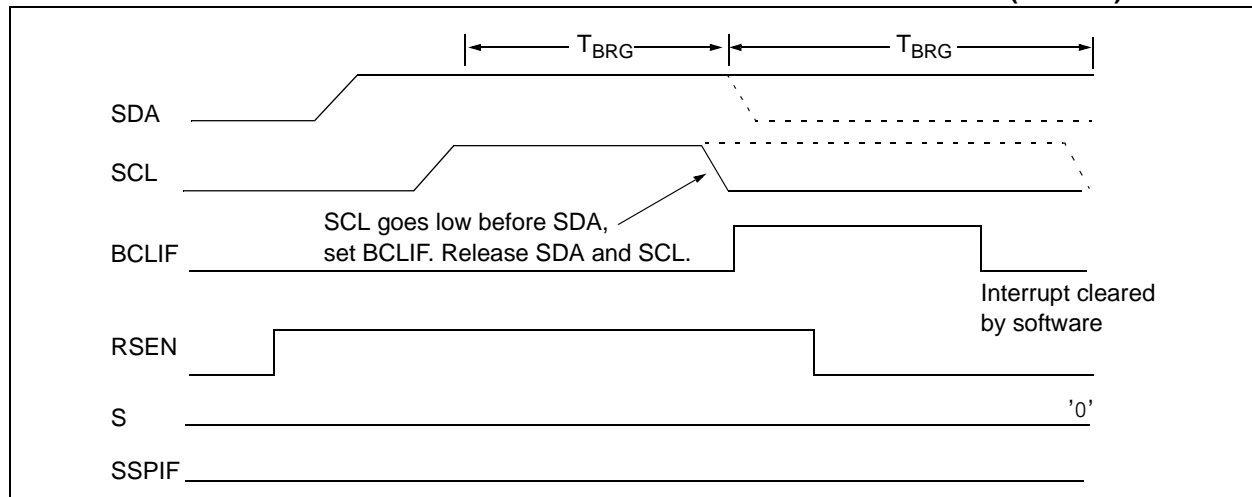 T_BRG T_BRG
SDA
SCL
SCL goes low before SDA,
set BCLIF. Release SDA and SCL.
BCLIF
Interrupt cleared
by software
RSEN
S '0'
SSPIF